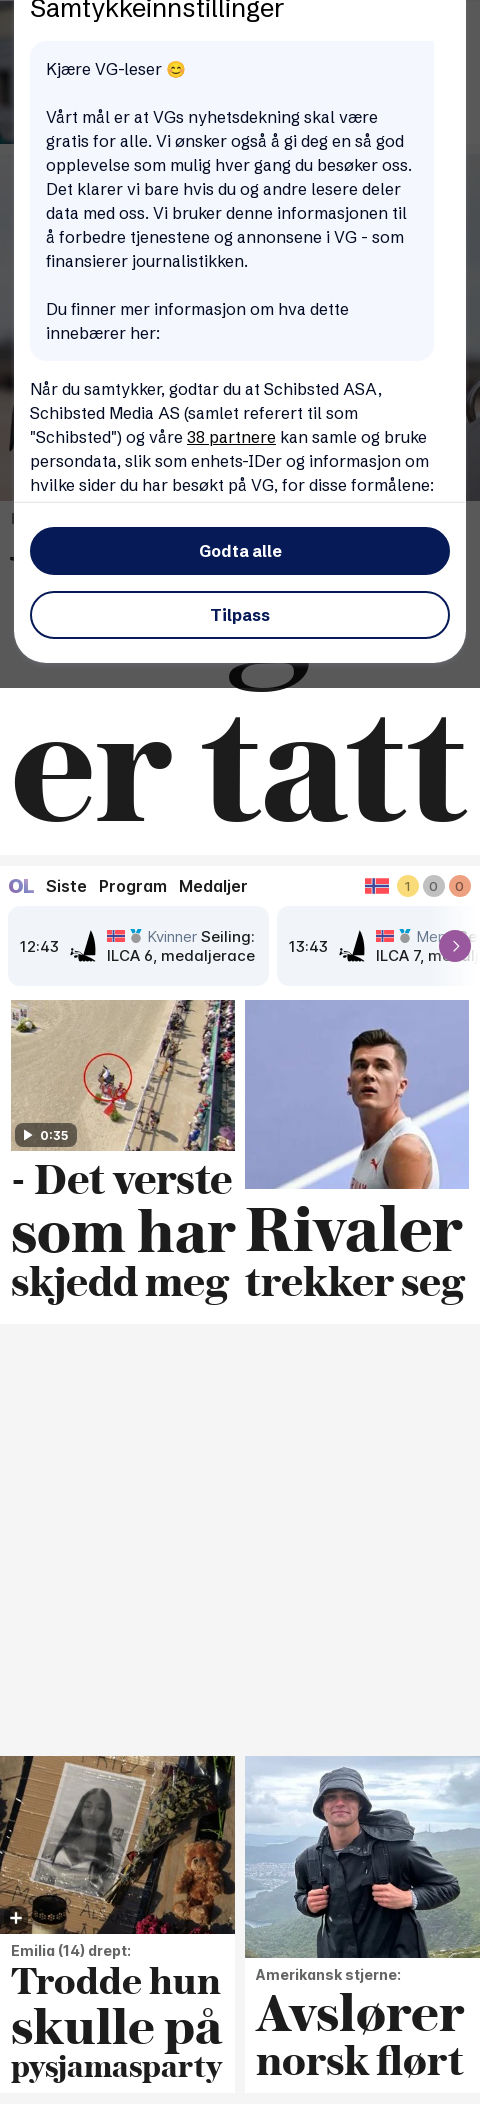 Samtykkeinnstillinger
Kjære VG-leser 😊
Vårt mål er at VGs nyhetsdekning skal være
gratis for alle. Vi ønsker også å gi deg en så god
opplevelse som mulig hver gang du besøker oss.
Det klarer vi bare hvis du og andre lesere deler
data med oss. Vi bruker denne informasjonen til
å forbedre tjenestene og annonsene i VG - som
finansierer journalistikken.
Du finner mer informasjon om hva dette
innebærer her:
Når du samtykker, godtar du at Schibsted ASA,
Schibsted Media AS (samlet referert til som
"Schibsted") og våre 38 partnere kan samle og bruke
persondata, slik som enhets-IDer og informasjon om
hvilke sider du har besøkt på VG, for disse formålene:
Godta alle
Tilpass
er tatt
OL Siste Program Medaljer 1 0 0
12:43 Kvinner Seiling:
ILCA 6, medaljerace
13:43
ILCA 7,
0:35
- Det verste
som har
skjedd meg
Rivaler
trekker seg
Emilia (14) drept:
Trodde hun
skulle på
pysjamasparty
Amerikansk stjerne:
Avslører
norsk flørt